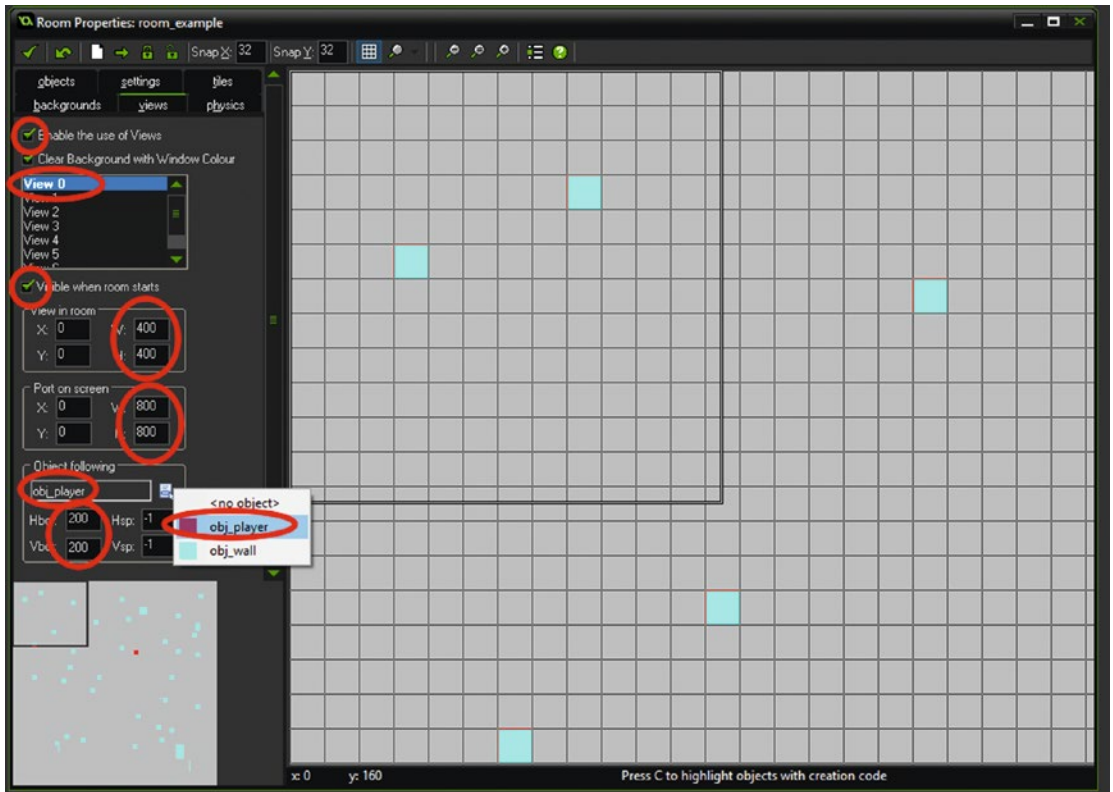 Room Properties: room_example
Snap X: 32 Snap Y: 32
objects settings tiles
backgrounds views physics
Enable the use of Views
Clear Background with Window Colour
View 0
View 1
View 2
View 3
View 4
View 5
Visible when room starts
View in room
X: 0 W: 400
Y: 0 H: 400
Port on screen
X: 0 W: 800
Y: 0 H: 800
Object following
obj_player
<no object>
Hbor: 200 Hsp: -1
obj_player
Vbor: 200 Vsp: -1
obj_wall
x: 0 y: 160 Press C to highlight objects with creation code